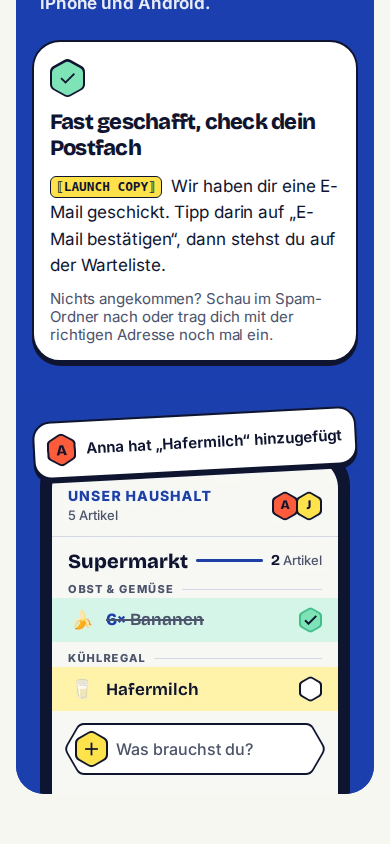 iPhone und Android.
Fast geschafft, check dein
Postfach
[LAUNCH COPY] Wir haben dir eine E-
Mail geschickt. Tipp darin auf „E-
Mail bestätigen“, dann stehst du auf
der Warteliste.
Nichts angekommen? Schau im Spam-
Ordner nach oder trag dich mit der
richtigen Adresse noch mal ein.
A Anna hat „Hafermilch“ hinzugefügt
UNSER HAUSHALT
A J
5 Artikel
Supermarkt 2 Artikel
OBST & GEMÜSE
6× Bananen
KÜHLREGAL
Hafermilch
Was brauchst du?